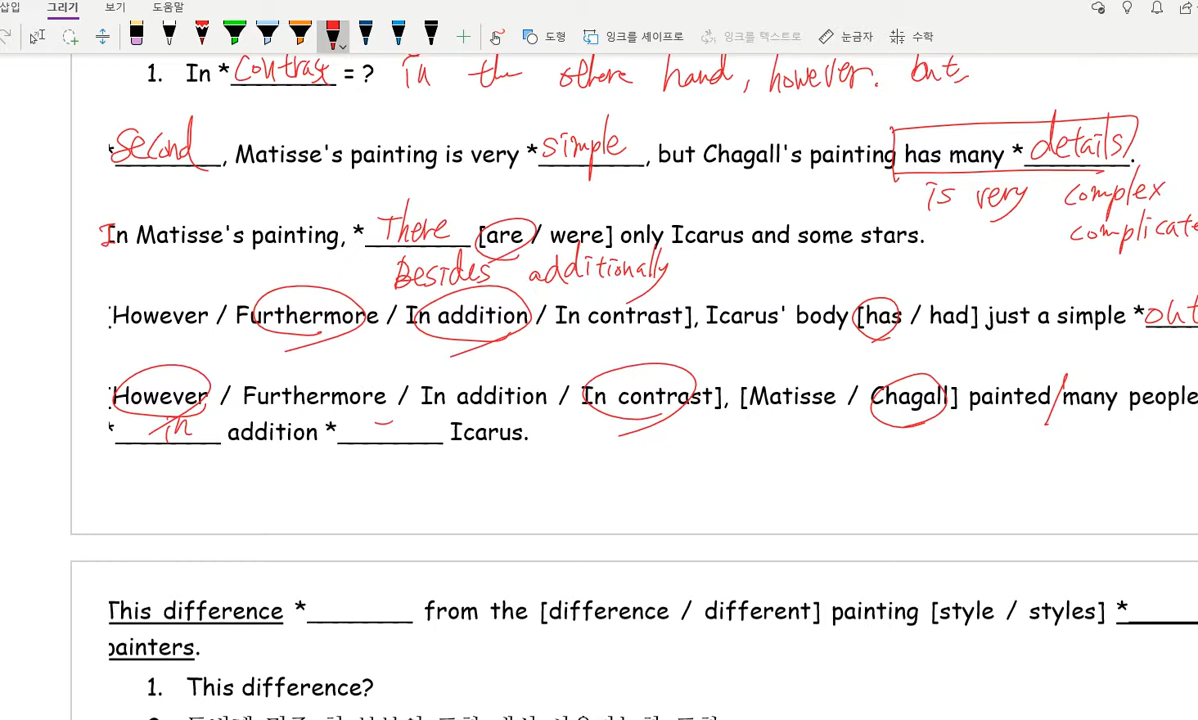 삽입 그리기 보기 도움말
도형 잉크를 셰이프로 잉크를 텍스트로 눈금자 수학
1. In *contrast = ? in the othere hand, however. but,
*Second, Matisse's painting is very *simple, but Chagall's painting has many *details.
is very complex
complicate
In Matisse's painting, *There [are / were] only Icarus and some stars.
Besides additionally
[However / Furthermore / In addition / In contrast], Icarus' body [has / had] just a simple *out
[However / Furthermore / In addition / In contrast], [Matisse / Chagall] painted / many people
*in addition *________ Icarus.
This difference *________ from the [difference / different] painting [style / styles] *______
painters.
1. This difference?